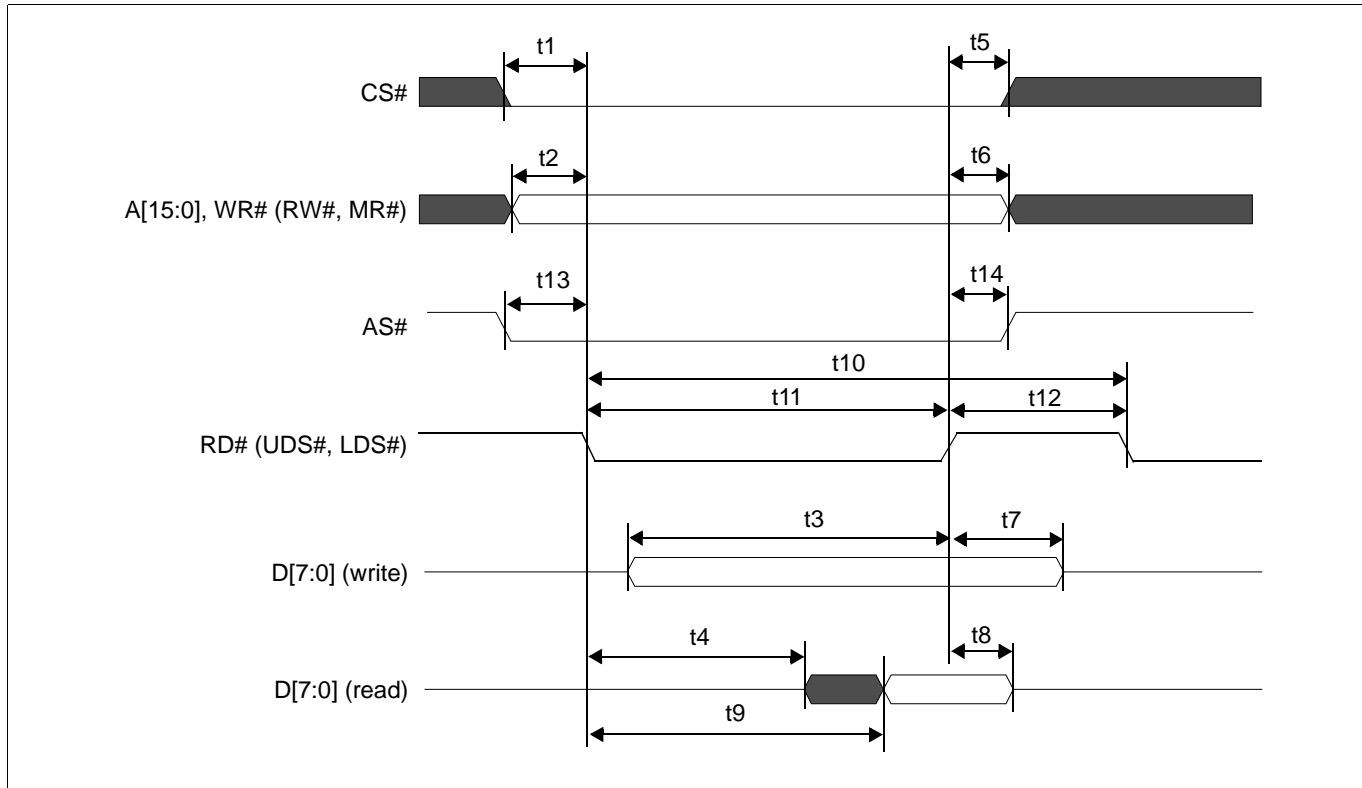 t1
t5
CS#
t2
t6
A[15:0], WR# (RW#, MR#)
t13
t14
AS#
t10
t11
t12
RD# (UDS#, LDS#)
t3
t7
D[7:0] (write)
t4
t8
D[7:0] (read)
t9